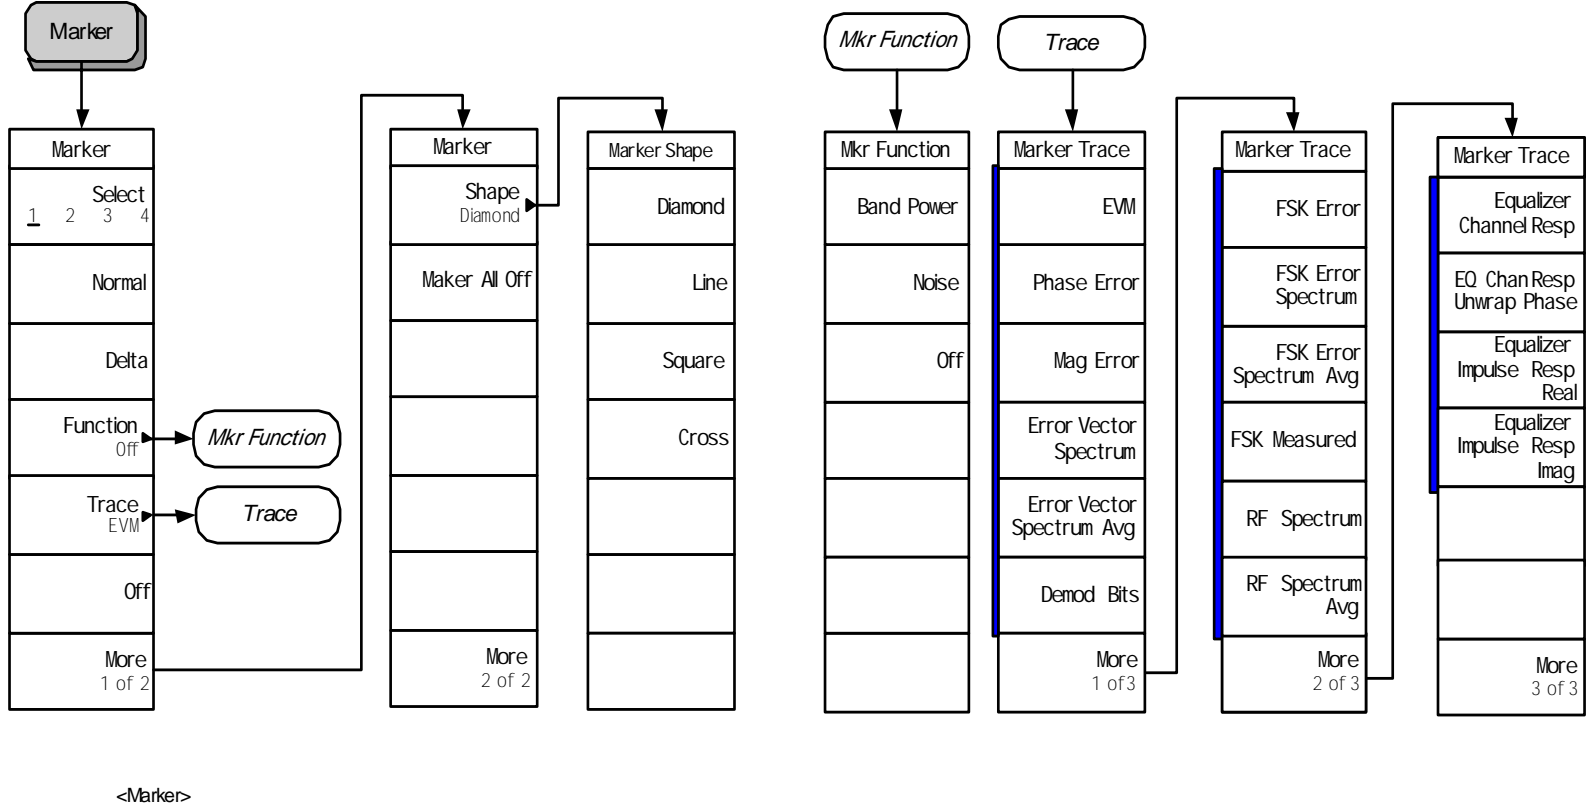 Marker
Marker
Select
1 2 3 4
Normal
Delta
Function
Off
Trace
EVM
Off
More
1 of 2
Mkr Function
Trace
Marker
Shape
Diamond
Maker All Off
More
2 of 2
Marker Shape
Diamond
Line
Square
Cross
Mkr Function
Mkr Function
Band Power
Noise
Off
Trace
Marker Trace
EVM
Phase Error
Mag Error
Error Vector
Spectrum
Error Vector
Spectrum Avg
Demod Bits
More
1 of 3
Marker Trace
FSK Error
FSK Error
Spectrum
FSK Error
Spectrum Avg
FSK Measured
RF Spectrum
RF Spectrum
Avg
More
2 of 3
Marker Trace
Equalizer
Channel Resp
EQ Chan Resp
Unwrap Phase
Equalizer
Impulse Resp
Real
Equalizer
Impulse Resp
Imag
More
3 of 3
<Marker>